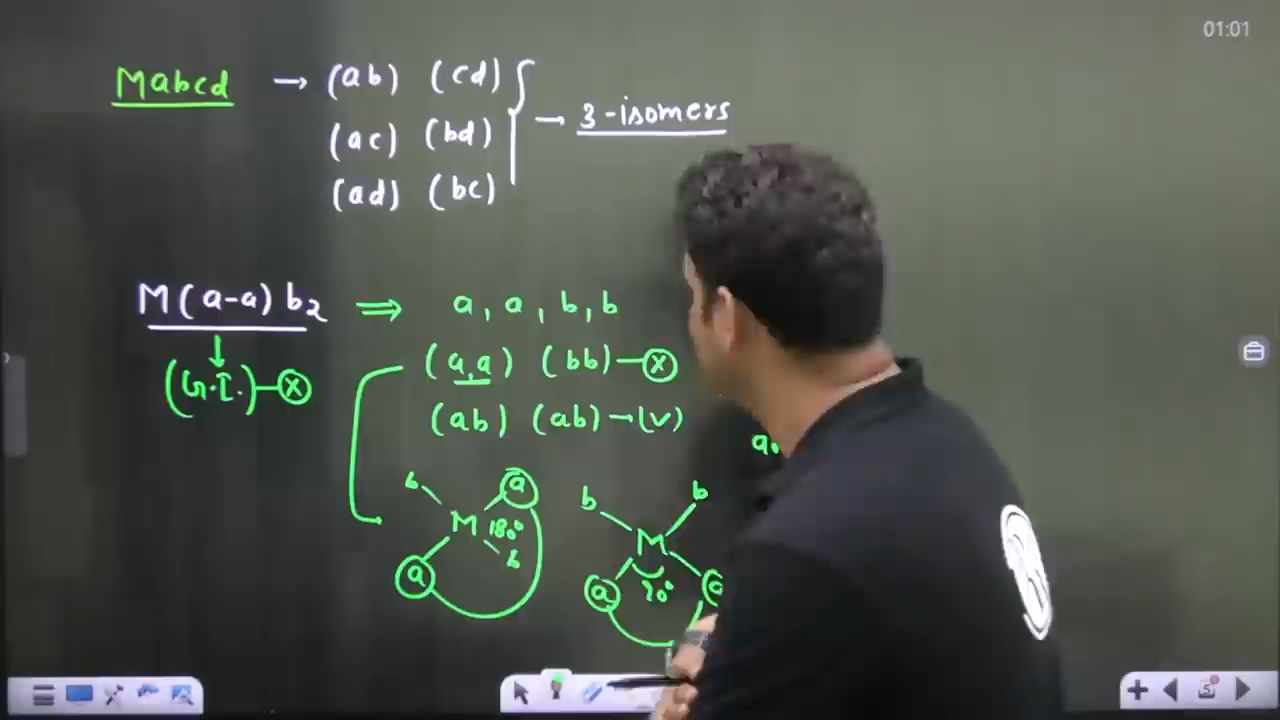 01:01
Mabcd → (ab) (cd)
(ac) (bd)
(ad) (bc)
→ 3-isomers
M(a-a)b2 ⇒ a, a, b, b
(G.I.)-ⓧ
(a,a) (bb)-ⓧ
(ab) (ab)→(v)
b a
M 180°
a b
b b
M
a 90° a
a